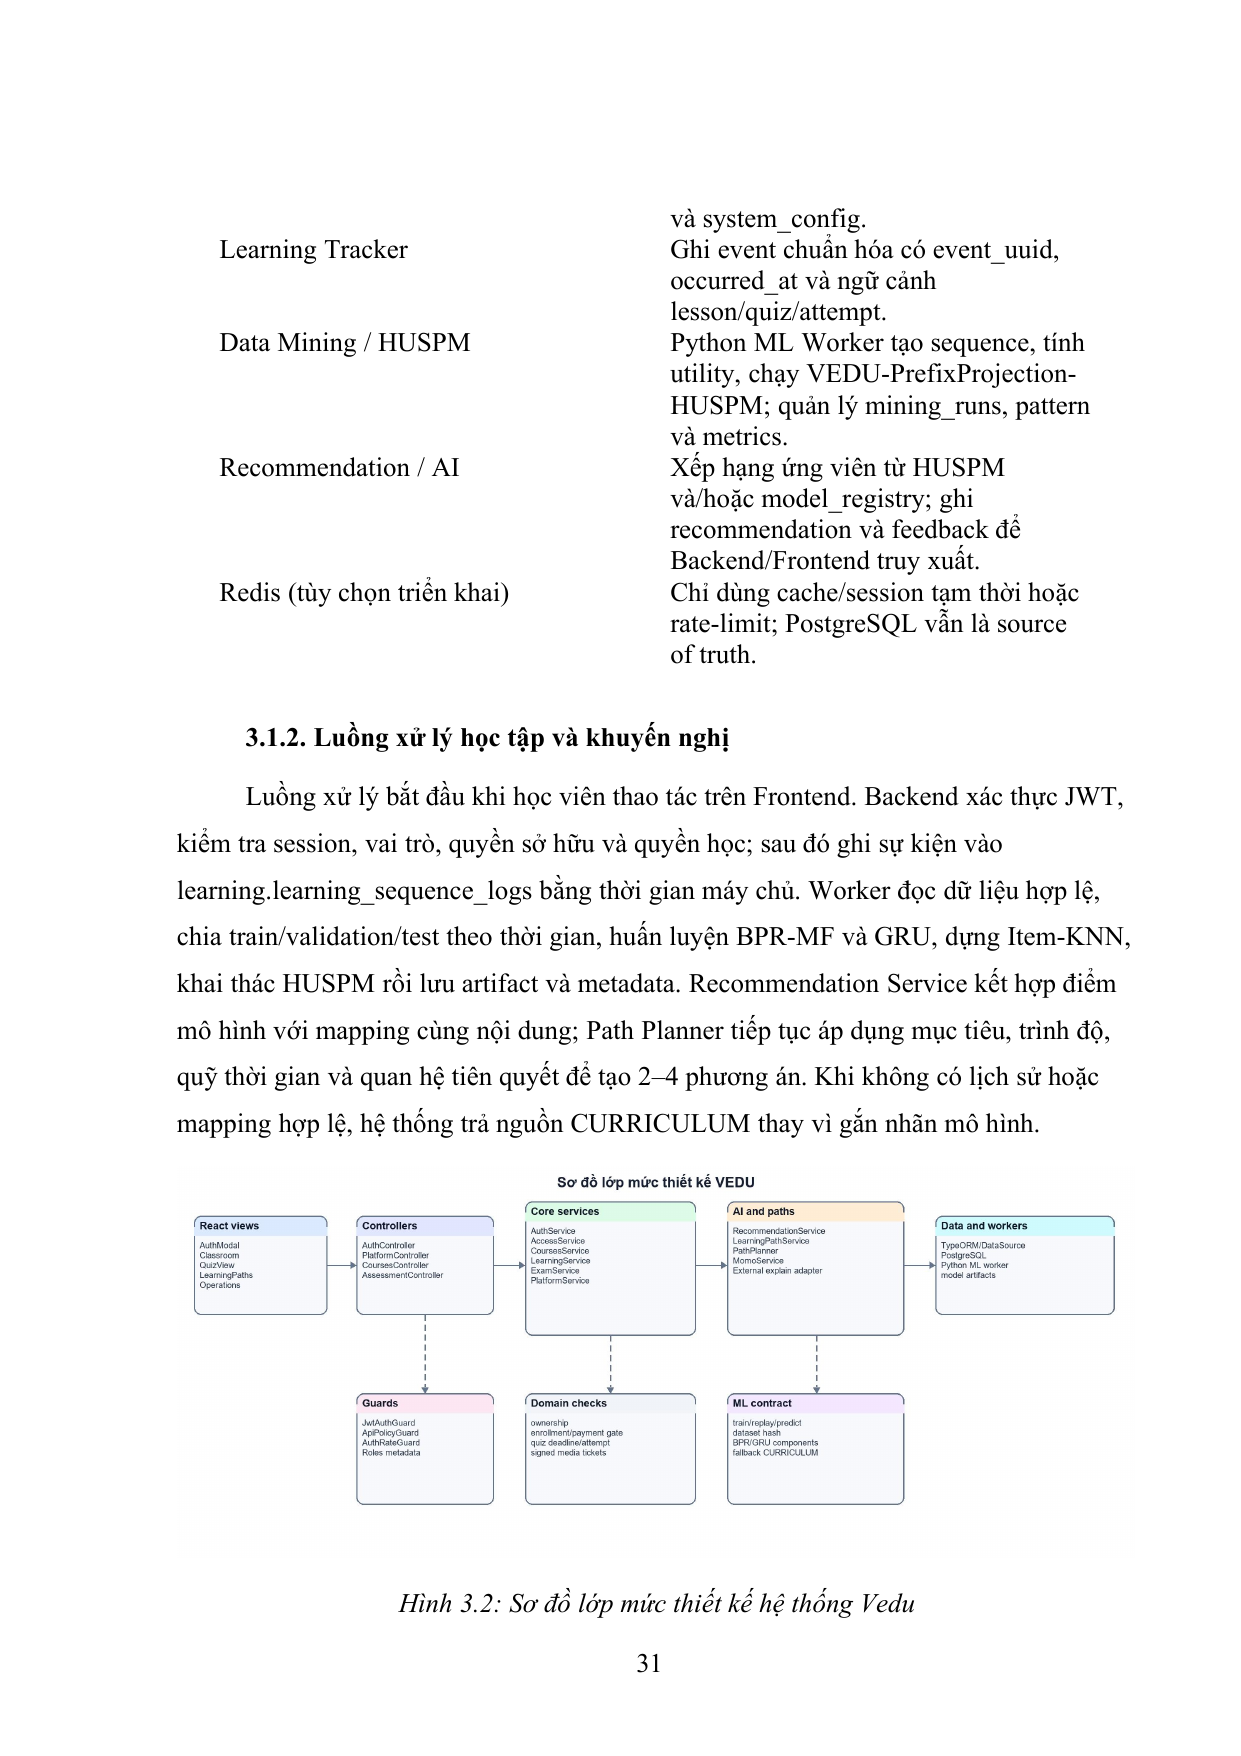 và system_config.
Learning Tracker
Ghi event chuẩn hóa có event_uuid,
occurred_at và ngữ cảnh
lesson/quiz/attempt.
Data Mining / HUSPM
Python ML Worker tạo sequence, tính
utility, chạy VEDU-PrefixProjection-
HUSPM; quản lý mining_runs, pattern
và metrics.
Recommendation / AI
Xếp hạng ứng viên từ HUSPM
và/hoặc model_registry; ghi
recommendation và feedback để
Backend/Frontend truy xuất.
Redis (tùy chọn triển khai)
Chỉ dùng cache/session tạm thời hoặc
rate-limit; PostgreSQL vẫn là source
of truth.
3.1.2. Luồng xử lý học tập và khuyến nghị
Luồng xử lý bắt đầu khi học viên thao tác trên Frontend. Backend xác thực JWT,
kiểm tra session, vai trò, quyền sở hữu và quyền học; sau đó ghi sự kiện vào
learning.learning_sequence_logs bằng thời gian máy chủ. Worker đọc dữ liệu hợp lệ,
chia train/validation/test theo thời gian, huấn luyện BPR-MF và GRU, dựng Item-KNN,
khai thác HUSPM rồi lưu artifact và metadata. Recommendation Service kết hợp điểm
mô hình với mapping cùng nội dung; Path Planner tiếp tục áp dụng mục tiêu, trình độ,
quỹ thời gian và quan hệ tiên quyết để tạo 2–4 phương án. Khi không có lịch sử hoặc
mapping hợp lệ, hệ thống trả nguồn CURRICULUM thay vì gắn nhãn mô hình.
Sơ đồ lớp mức thiết kế VEDU
React views
AuthModal
Classroom
QuizView
LearningPaths
Operations
Controllers
AuthController
PlatformController
CoursesController
AssessmentController
Core services
AuthService
AccessService
CoursesService
LearningService
ExamService
PlatformService
AI and paths
RecommendationService
LearningPathService
PathPlanner
MomoService
External explain adapter
Data and workers
TypeORM/DataSource
PostgreSQL
Python ML worker
model artifacts
Guards
JwtAuthGuard
ApiPolicyGuard
AuthRateGuard
Roles metadata
Domain checks
ownership
enrollment/payment gate
quiz deadline/attempt
signed media tickets
ML contract
train/replay/predict
dataset hash
BPR/GRU components
fallback CURRICULUM
Hình 3.2: Sơ đồ lớp mức thiết kế hệ thống Vedu
31